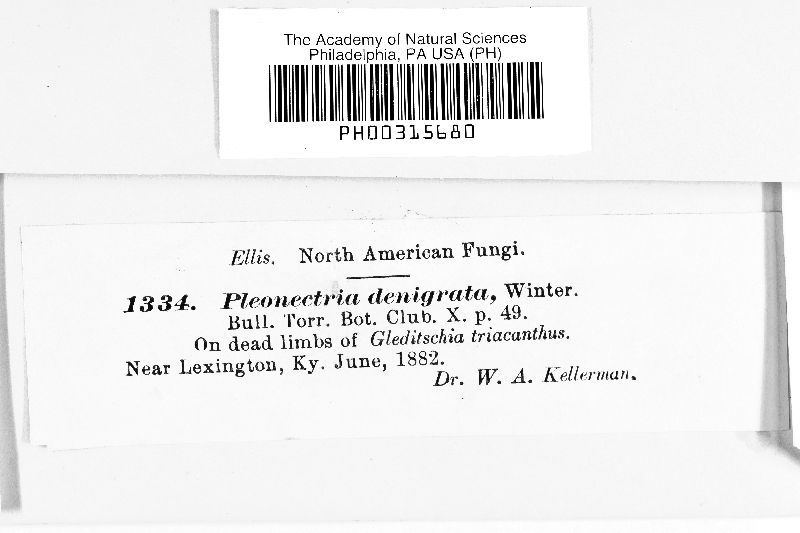 The Academy of Natural Sciences
Philadelphia, PA USA (PH)
PH00315680
Ellis. North American Fungi.
1334. Pleonectria denigrata, Winter.
Bull. Torr. Bot. Club. X. p. 49.
On dead limbs of Gleditschia triacanthus.
Near Lexington, Ky. June, 1882.
Dr. W. A. Kellerman.